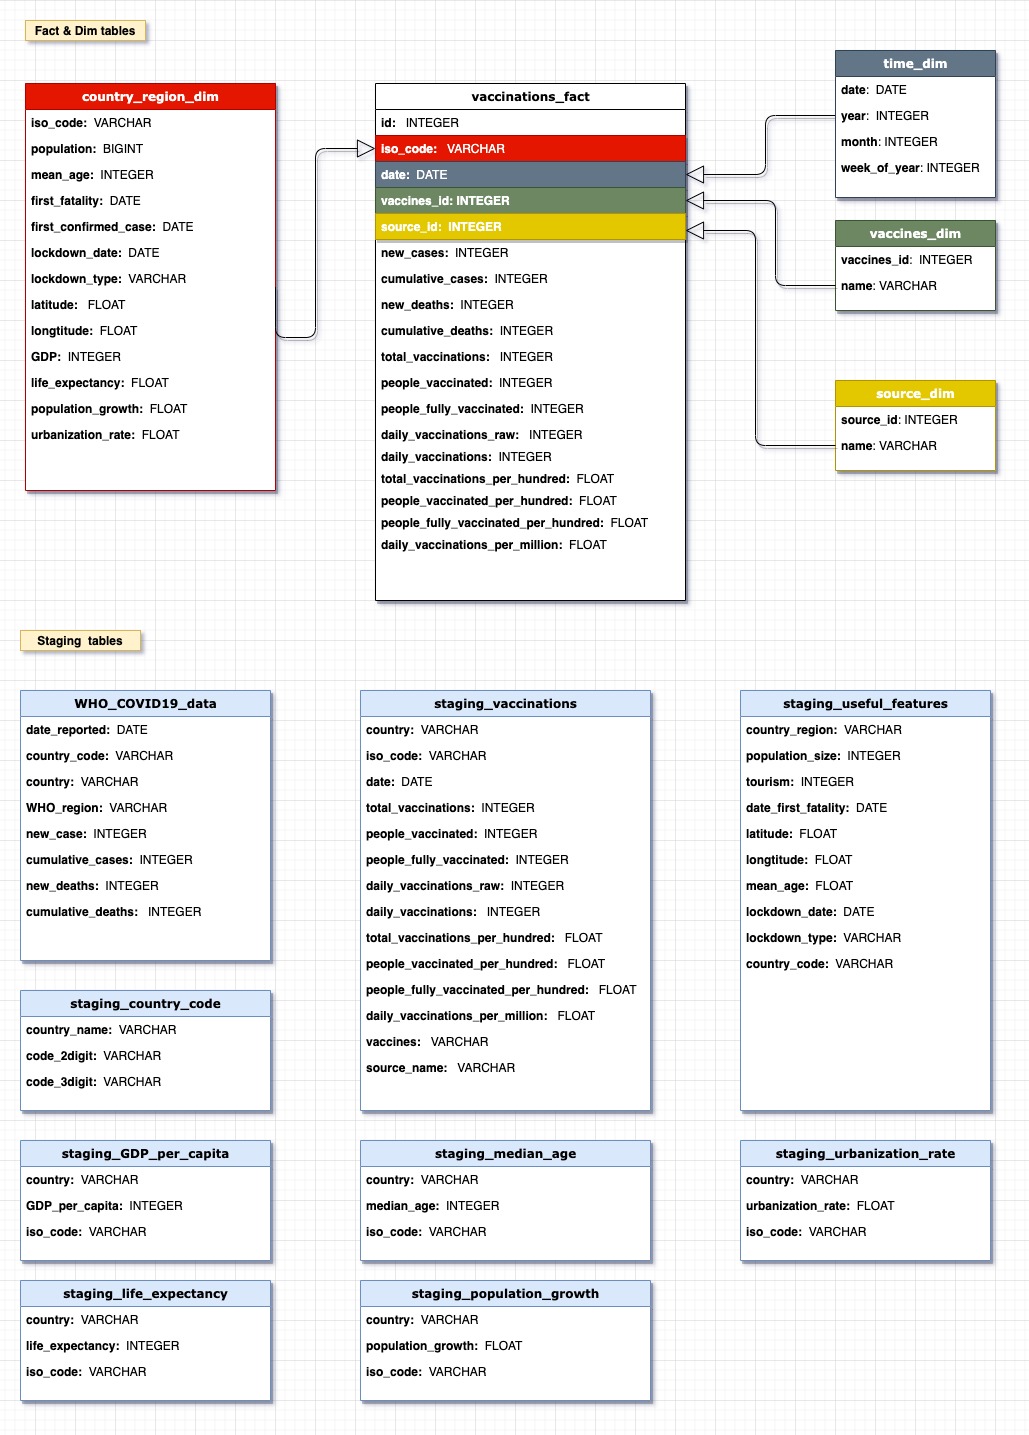 Fact & Dim tables
country_region_dim
iso_code: VARCHAR
population: BIGINT
mean_age: INTEGER
first_fatality: DATE
first_confirmed_case: DATE
lockdown_date: DATE
lockdown_type: VARCHAR
latitude: FLOAT
longtitude: FLOAT
GDP: INTEGER
life_expectancy: FLOAT
population_growth: FLOAT
urbanization_rate: FLOAT
vaccinations_fact
id: INTEGER
iso_code: VARCHAR
date: DATE
vaccines_id: INTEGER
source_id: INTEGER
new_cases: INTEGER
cumulative_cases: INTEGER
new_deaths: INTEGER
cumulative_deaths: INTEGER
total_vaccinations: INTEGER
people_vaccinated: INTEGER
people_fully_vaccinated: INTEGER
daily_vaccinations_raw: INTEGER
daily_vaccinations: INTEGER
total_vaccinations_per_hundred: FLOAT
people_vaccinated_per_hundred: FLOAT
people_fully_vaccinated_per_hundred: FLOAT
daily_vaccinations_per_million: FLOAT
time_dim
date: DATE
year: INTEGER
month: INTEGER
week_of_year: INTEGER
vaccines_dim
vaccines_id: INTEGER
name: VARCHAR
source_dim
source_id: INTEGER
name: VARCHAR
Staging tables
WHO_COVID19_data
date_reported: DATE
country_code: VARCHAR
country: VARCHAR
WHO_region: VARCHAR
new_case: INTEGER
cumulative_cases: INTEGER
new_deaths: INTEGER
cumulative_deaths: INTEGER
staging_vaccinations
country: VARCHAR
iso_code: VARCHAR
date: DATE
total_vaccinations: INTEGER
people_vaccinated: INTEGER
people_fully_vaccinated: INTEGER
daily_vaccinations_raw: INTEGER
daily_vaccinations: INTEGER
total_vaccinations_per_hundred: FLOAT
people_vaccinated_per_hundred: FLOAT
people_fully_vaccinated_per_hundred: FLOAT
daily_vaccinations_per_million: FLOAT
vaccines: VARCHAR
source_name: VARCHAR
staging_useful_features
country_region: VARCHAR
population_size: INTEGER
tourism: INTEGER
date_first_fatality: DATE
latitude: FLOAT
longtitude: FLOAT
mean_age: FLOAT
lockdown_date: DATE
lockdown_type: VARCHAR
country_code: VARCHAR
staging_country_code
country_name: VARCHAR
code_2digit: VARCHAR
code_3digit: VARCHAR
staging_GDP_per_capita
country: VARCHAR
GDP_per_capita: INTEGER
iso_code: VARCHAR
staging_median_age
country: VARCHAR
median_age: INTEGER
iso_code: VARCHAR
staging_urbanization_rate
country: VARCHAR
urbanization_rate: FLOAT
iso_code: VARCHAR
staging_life_expectancy
country: VARCHAR
life_expectancy: INTEGER
iso_code: VARCHAR
staging_population_growth
country: VARCHAR
population_growth: FLOAT
iso_code: VARCHAR